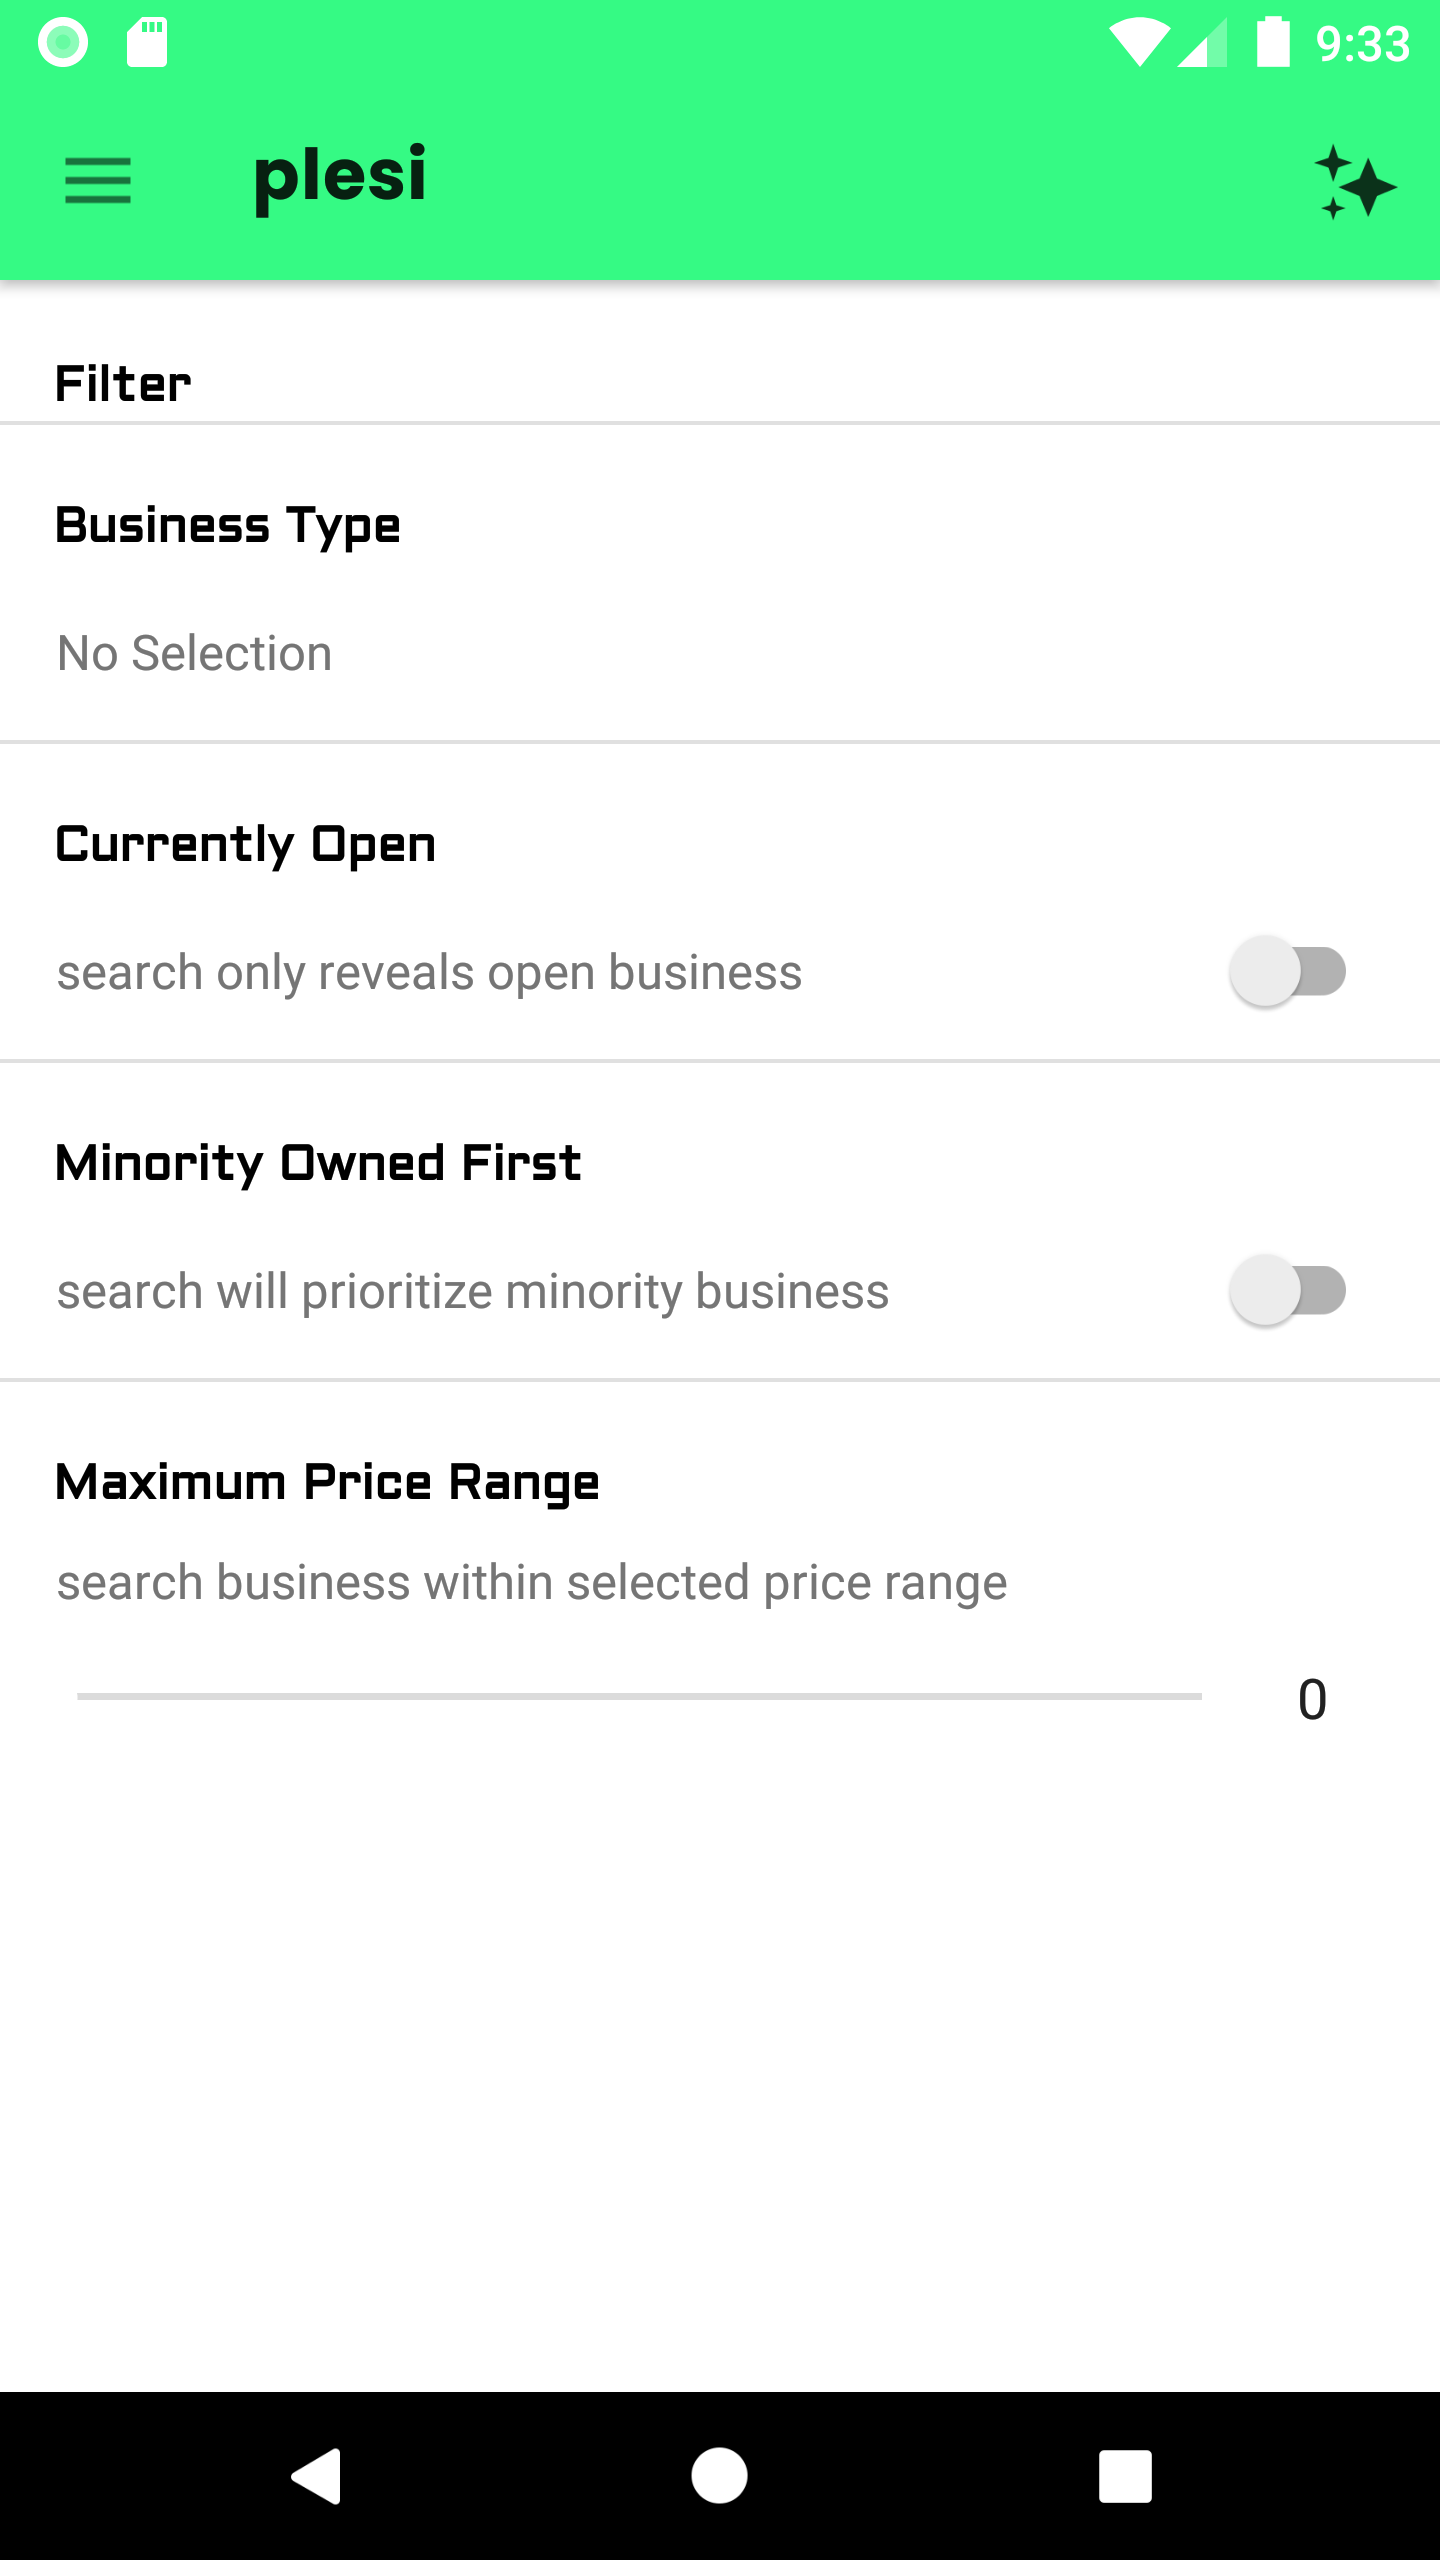 9:33
plesi
Filter
Business Type
No Selection
Currently Open
search only reveals open business
Minority Owned First
search will prioritize minority business
Maximum Price Range
search business within selected price range
0